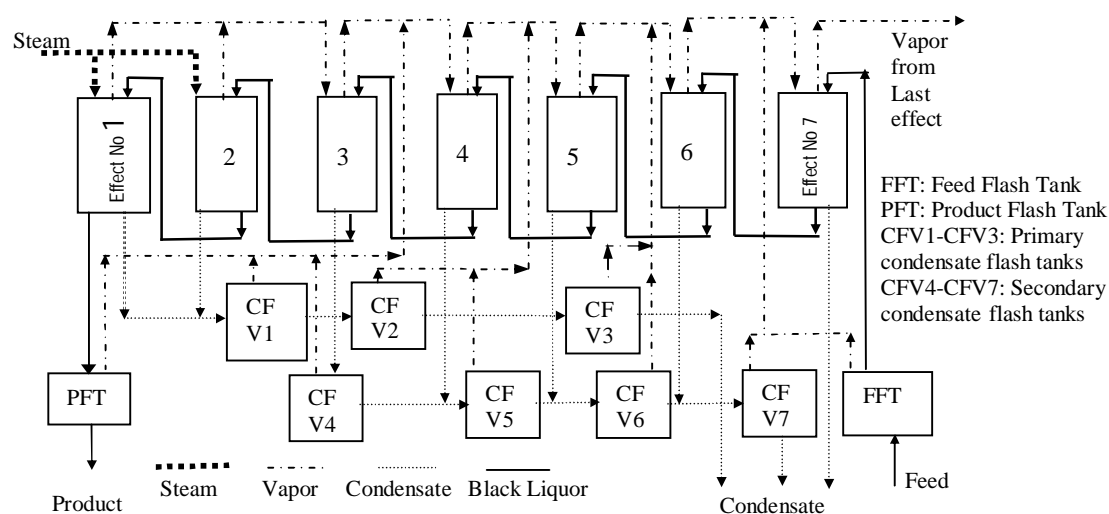 Steam
Vapor
from
Last
effect
Effect No 1
2
3
4
5
6
Effect No 7
FFT: Feed Flash Tank
PFT: Product Flash Tank
CFV1-CFV3: Primary
condensate flash tanks
CFV4-CFV7: Secondary
condensate flash tanks
CF
V1
CF
V2
CF
V3
PFT
CF
V4
CF
V5
CF
V6
CF
V7
FFT
Product
Steam
Vapor
Condensate
Black Liquor
Condensate
Feed